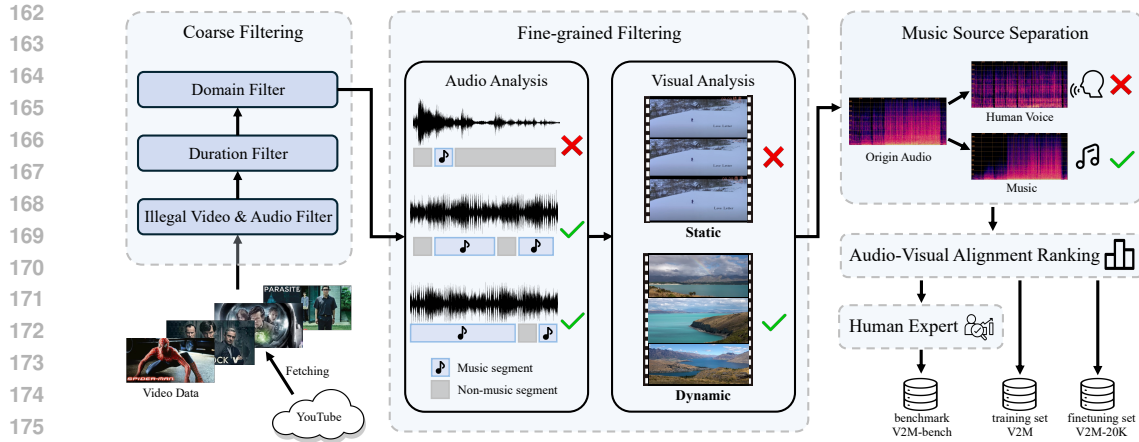 162
163
164
165
166
167
168
169
170
171
172
173
174
175
Coarse Filtering
Domain Filter
Duration Filter
Illegal Video & Audio Filter
PARASITE
OCK V
SPIDER-MAN
Video Data
Fetching
YouTube
Fine-grained Filtering
Audio Analysis
Music segment
Non-music segment
Visual Analysis
Static
Dynamic
Music Source Separation
Origin Audio
Human Voice
Music
Audio-Visual Alignment Ranking
Human Expert
benchmark
V2M-bench
training set
V2M
finetuning set
V2M-20K